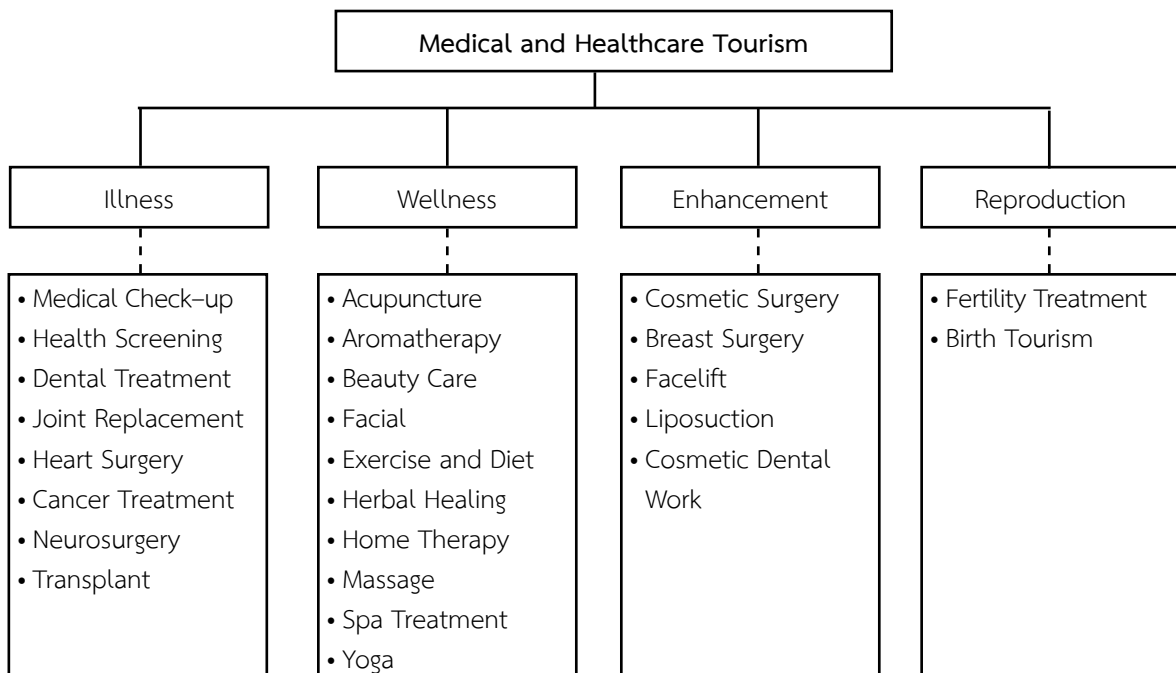 Medical and Healthcare Tourism
Illness
Wellness
Enhancement
Reproduction
• Medical Check–up
• Health Screening
• Dental Treatment
• Joint Replacement
• Heart Surgery
• Cancer Treatment
• Neurosurgery
• Transplant
• Acupuncture
• Aromatherapy
• Beauty Care
• Facial
• Exercise and Diet
• Herbal Healing
• Home Therapy
• Massage
• Spa Treatment
• Yoga
• Cosmetic Surgery
• Breast Surgery
• Facelift
• Liposuction
• Cosmetic Dental
Work
• Fertility Treatment
• Birth Tourism